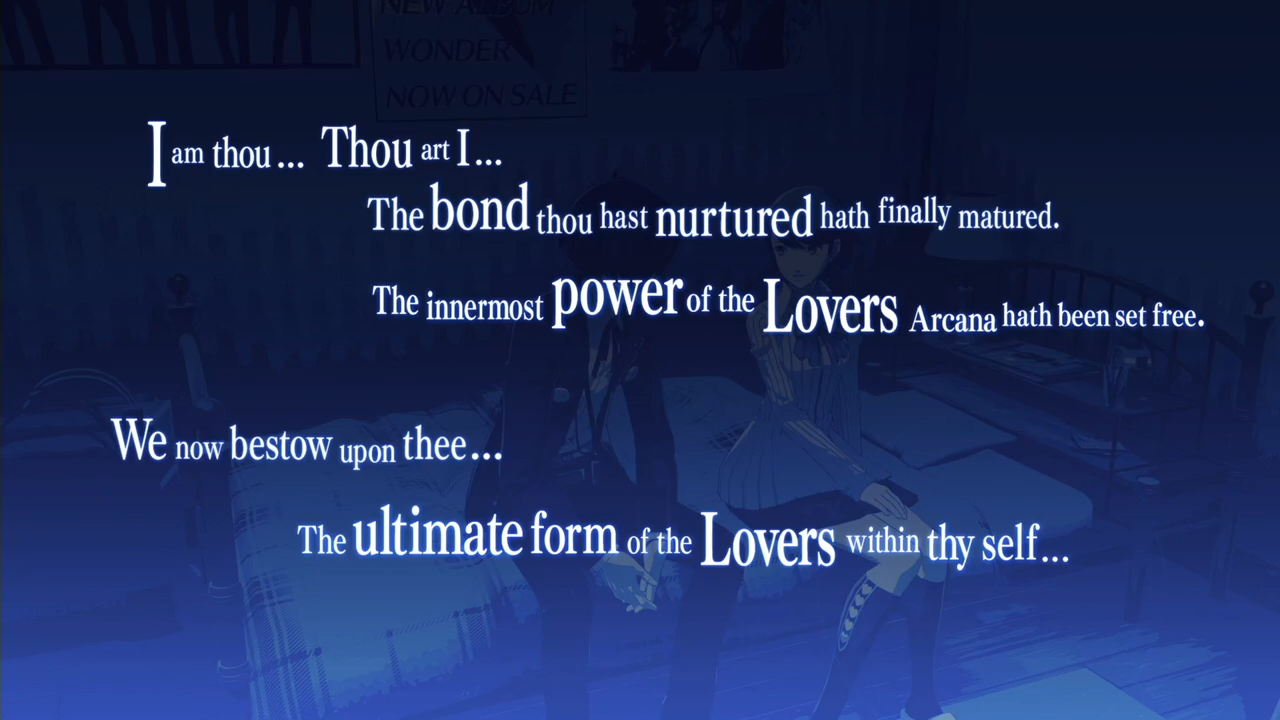 NEW ALBUM
WONDER
NOW ON SALE
I am thou... Thou art I...
The bond thou hast nurtured hath finally matured.
The innermost power of the Lovers Arcana hath been set free.
We now bestow upon thee...
The ultimate form of the Lovers within thy self...